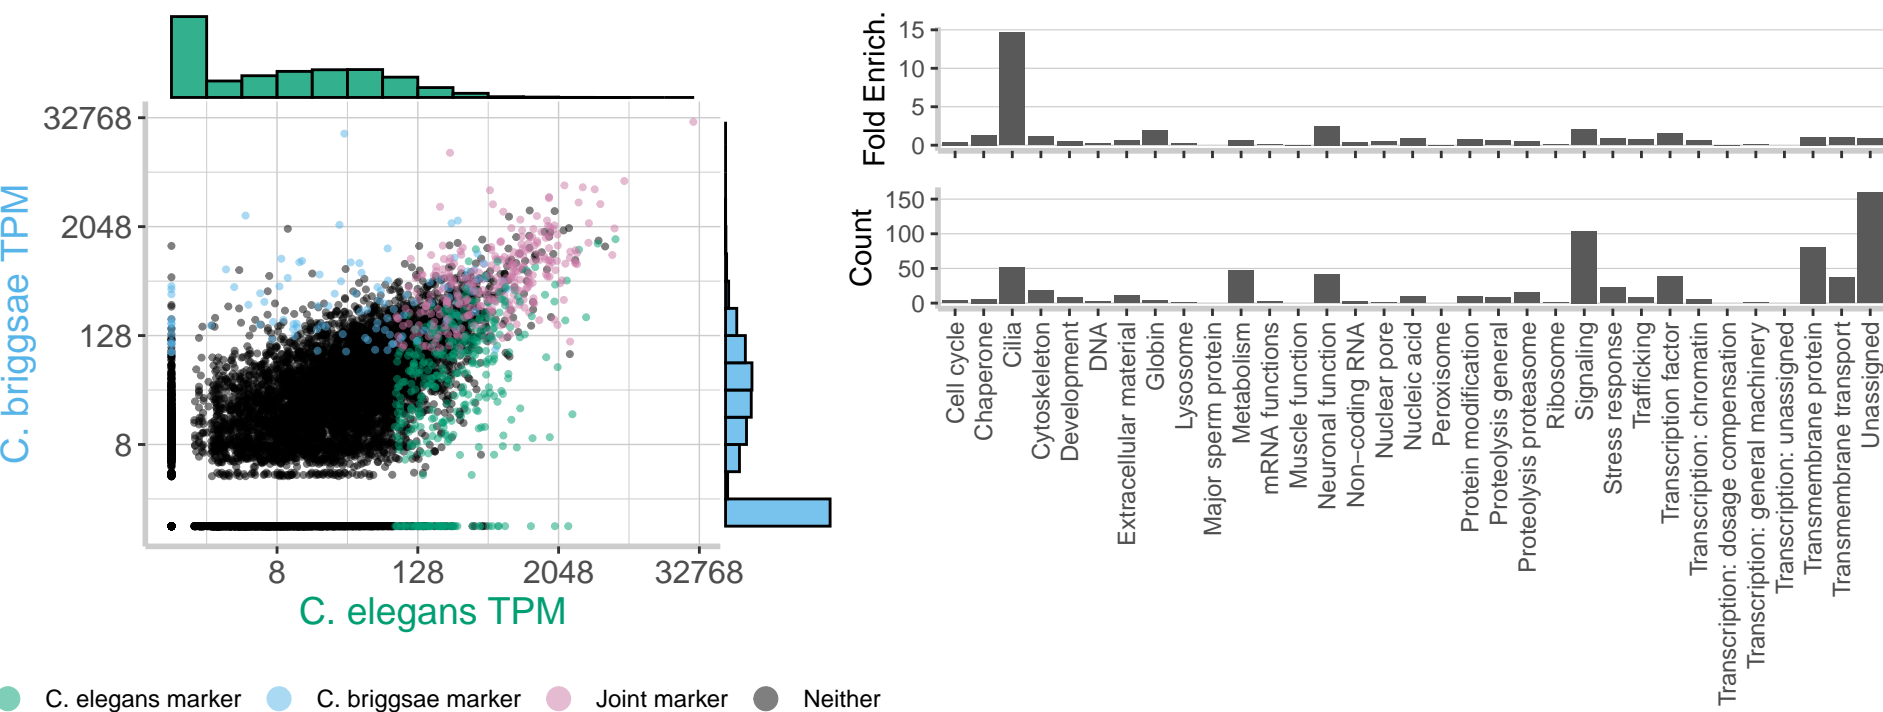 32768
2048
128
8
C. briggsae TPM
8
128
2048
32768
C. elegans TPM
C. elegans marker
C. briggsae marker
Joint marker
Neither
Fold Enrich.
15
10
5
0
Count
150
100
50
0
Cell cycle
Chaperone
Cilia
Cytoskeleton
Development
DNA
Extracellular material
Globin
Lysosome
Major sperm protein
Metabolism
mRNA functions
Muscle function
Neuronal function
Non−coding RNA
Nuclear pore
Nucleic acid
Peroxisome
Protein modification
Proteolysis general
Proteolysis proteasome
Ribosome
Signaling
Stress response
Trafficking
Transcription factor
Transcription: chromatin
Transcription: dosage compensation
Transcription: general machinery
Transcription: unassigned
Transmembrane protein
Transmembrane transport
Unassigned